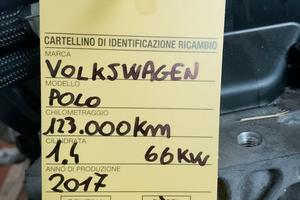 CARTELLINO DI IDENTIFICAZIONE RICAMBIO
MARCA
VOLKSWAGEN
MODELLO
POLO
CHILOMETRAGGIO
123.000km
CILINDRATA
1,4 66KW
ANNO DI PRODUZIONE
2017